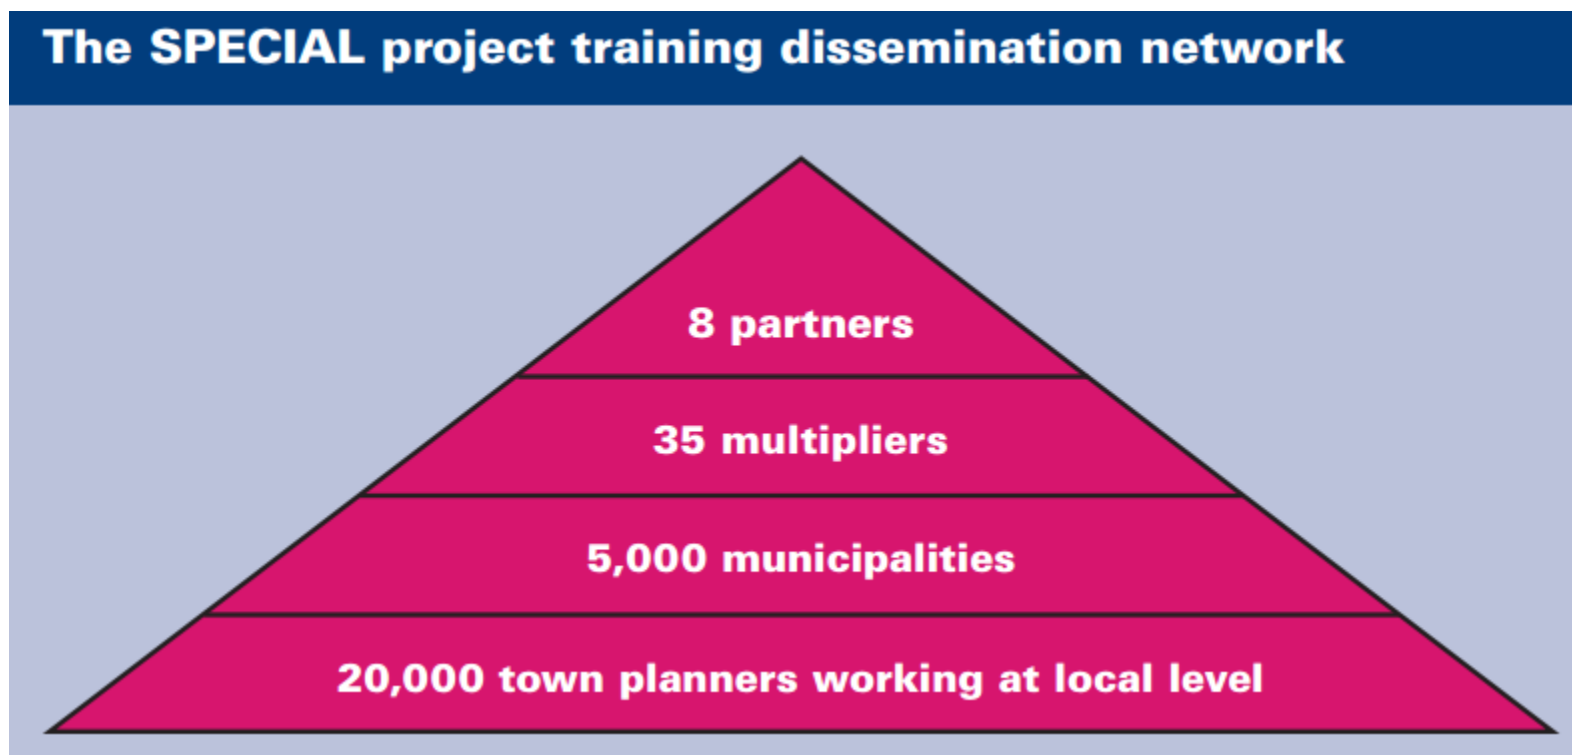 The SPECIAL project training dissemination network
8 partners
35 multipliers
5,000 municipalities
20,000 town planners working at local level